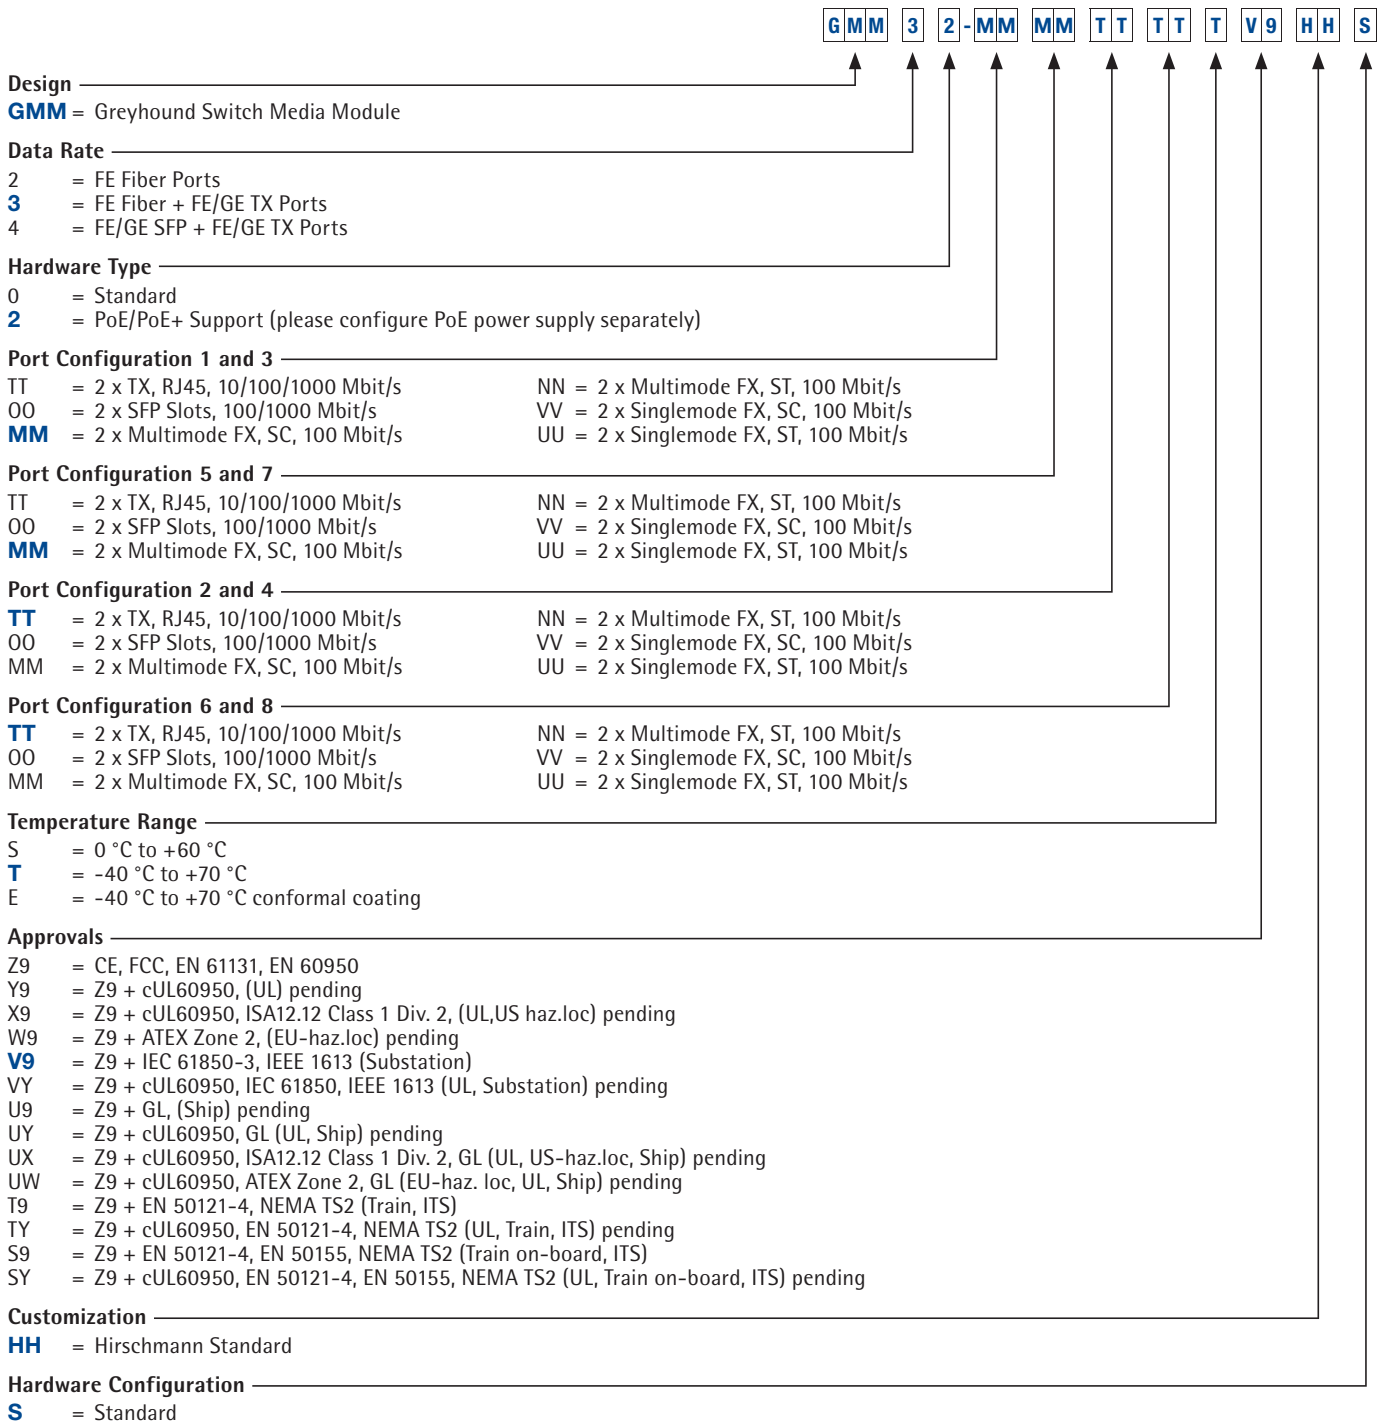 GMM 3 2-MM MM TT TT T V9 HH S
Design
GMM = Greyhound Switch Media Module
Data Rate
2 = FE Fiber Ports
3 = FE Fiber + FE/GE TX Ports
4 = FE/GE SFP + FE/GE TX Ports
Hardware Type
0 = Standard
2 = PoE/PoE+ Support (please configure PoE power supply separately)
Port Configuration 1 and 3
TT = 2 x TX, RJ45, 10/100/1000 Mbit/s NN = 2 x Multimode FX, ST, 100 Mbit/s
OO = 2 x SFP Slots, 100/1000 Mbit/s VV = 2 x Singlemode FX, SC, 100 Mbit/s
MM = 2 x Multimode FX, SC, 100 Mbit/s UU = 2 x Singlemode FX, ST, 100 Mbit/s
Port Configuration 5 and 7
TT = 2 x TX, RJ45, 10/100/1000 Mbit/s NN = 2 x Multimode FX, ST, 100 Mbit/s
OO = 2 x SFP Slots, 100/1000 Mbit/s VV = 2 x Singlemode FX, SC, 100 Mbit/s
MM = 2 x Multimode FX, SC, 100 Mbit/s UU = 2 x Singlemode FX, ST, 100 Mbit/s
Port Configuration 2 and 4
TT = 2 x TX, RJ45, 10/100/1000 Mbit/s NN = 2 x Multimode FX, ST, 100 Mbit/s
OO = 2 x SFP Slots, 100/1000 Mbit/s VV = 2 x Singlemode FX, SC, 100 Mbit/s
MM = 2 x Multimode FX, SC, 100 Mbit/s UU = 2 x Singlemode FX, ST, 100 Mbit/s
Port Configuration 6 and 8
TT = 2 x TX, RJ45, 10/100/1000 Mbit/s NN = 2 x Multimode FX, ST, 100 Mbit/s
OO = 2 x SFP Slots, 100/1000 Mbit/s VV = 2 x Singlemode FX, SC, 100 Mbit/s
MM = 2 x Multimode FX, SC, 100 Mbit/s UU = 2 x Singlemode FX, ST, 100 Mbit/s
Temperature Range
S = 0 °C to +60 °C
T = -40 °C to +70 °C
E = -40 °C to +70 °C conformal coating
Approvals
Z9 = CE, FCC, EN 61131, EN 60950
Y9 = Z9 + cUL60950, (UL) pending
X9 = Z9 + cUL60950, ISA12.12 Class 1 Div. 2, (UL,US haz.loc) pending
W9 = Z9 + ATEX Zone 2, (EU-haz.loc) pending
V9 = Z9 + IEC 61850-3, IEEE 1613 (Substation)
VY = Z9 + cUL60950, IEC 61850, IEEE 1613 (UL, Substation) pending
U9 = Z9 + GL, (Ship) pending
UY = Z9 + cUL60950, GL (UL, Ship) pending
UX = Z9 + cUL60950, ISA12.12 Class 1 Div. 2, GL (UL, US-haz.loc, Ship) pending
UW = Z9 + cUL60950, ATEX Zone 2, GL (EU-haz. loc, UL, Ship) pending
T9 = Z9 + EN 50121-4, NEMA TS2 (Train, ITS)
TY = Z9 + cUL60950, EN 50121-4, NEMA TS2 (UL, Train, ITS) pending
S9 = Z9 + EN 50121-4, EN 50155, NEMA TS2 (Train on-board, ITS)
SY = Z9 + cUL60950, EN 50121-4, EN 50155, NEMA TS2 (UL, Train on-board, ITS) pending
Customization
HH = Hirschmann Standard
Hardware Configuration
S = Standard